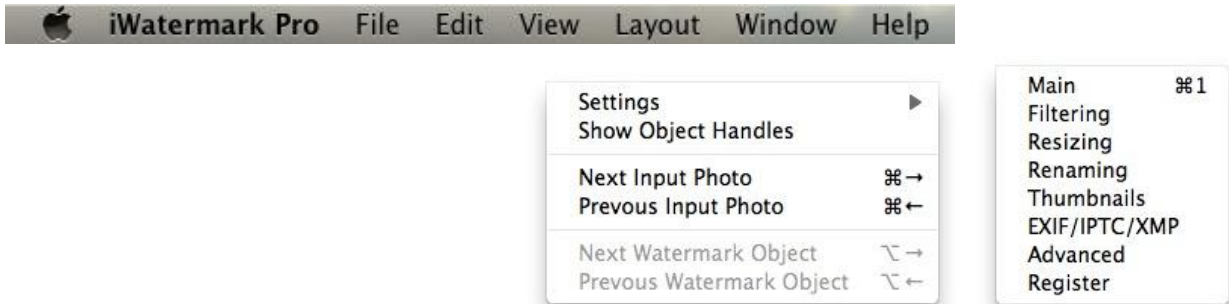 iWatermark Pro File Edit View Layout Window Help
Settings ▶
Show Object Handles
Next Input Photo ⌘→
Prevous Input Photo ⌘←
Next Watermark Object ⌥→
Prevous Watermark Object ⌥←
Main ⌘1
Filtering
Resizing
Renaming
Thumbnails
EXIF/IPTC/XMP
Advanced
Register